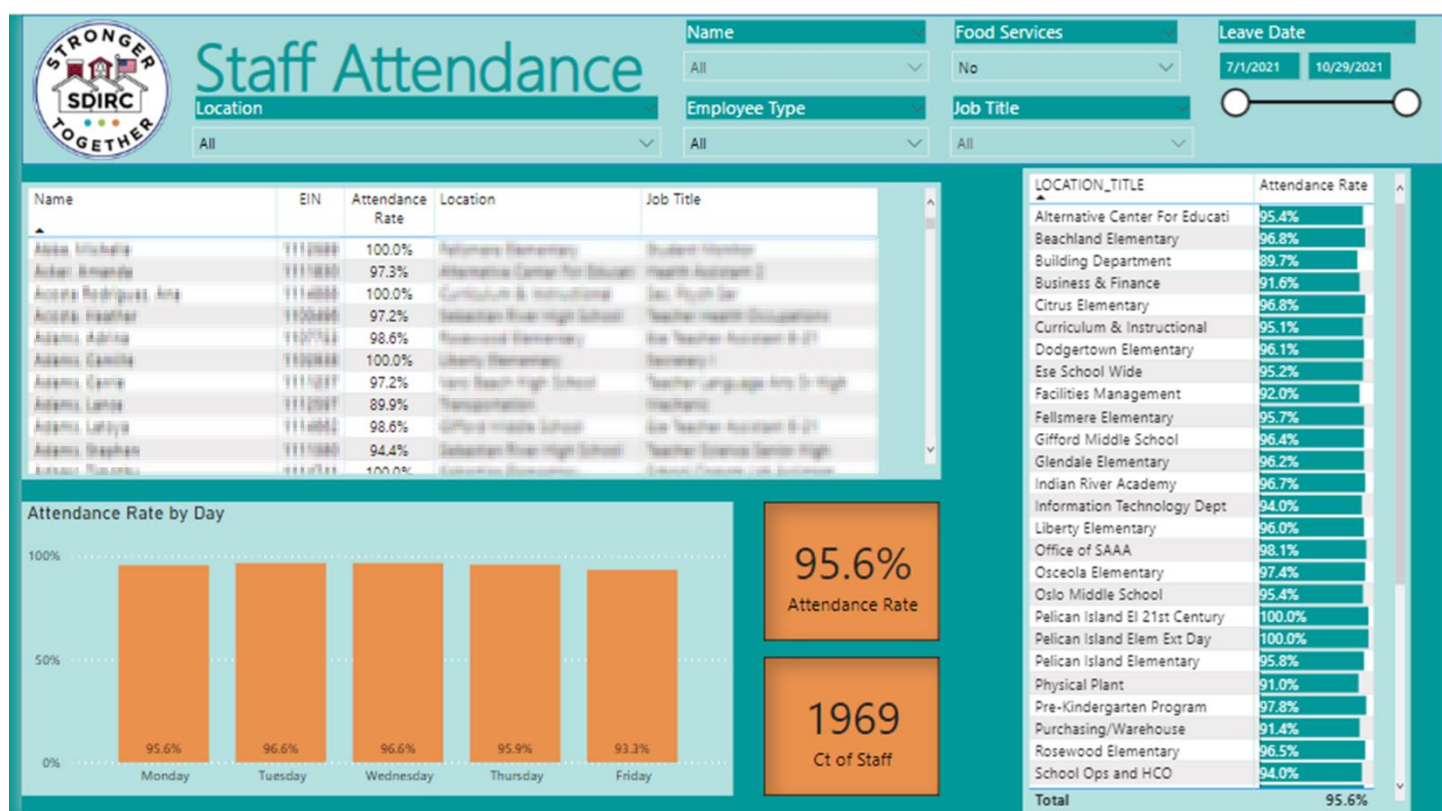 STRONGER
SDIRC
TOGETHER
Staff Attendance
Name
All
Food Services
No
Leave Date
7/1/2021 10/29/2021
Location
All
Employee Type
All
Job Title
All
Name EIN Attendance Rate Location Job Title
100.0%
97.3%
100.0%
97.2%
98.6%
100.0%
97.2%
89.9%
98.6%
94.4%
100.0%
Attendance Rate by Day
100%
50%
0%
95.6% 96.6% 96.6% 95.9% 93.3%
Monday Tuesday Wednesday Thursday Friday
95.6%
Attendance Rate
1969
Ct of Staff
LOCATION_TITLE Attendance Rate
Alternative Center For Educati 95.4%
Beachland Elementary 96.8%
Building Department 89.7%
Business & Finance 91.6%
Citrus Elementary 96.8%
Curriculum & Instructional 95.1%
Dodgertown Elementary 96.1%
Ese School Wide 95.2%
Facilities Management 92.0%
Fellsmere Elementary 95.7%
Gifford Middle School 96.4%
Glendale Elementary 96.2%
Indian River Academy 96.7%
Information Technology Dept 94.0%
Liberty Elementary 96.0%
Office of SAAA 98.1%
Osceola Elementary 97.4%
Oslo Middle School 95.4%
Pelican Island El 21st Century 100.0%
Pelican Island Elem Ext Day 100.0%
Pelican Island Elementary 95.8%
Physical Plant 91.0%
Pre-Kindergarten Program 97.8%
Purchasing/Warehouse 91.4%
Rosewood Elementary 96.5%
School Ops and HCO 94.0%
Total 95.6%